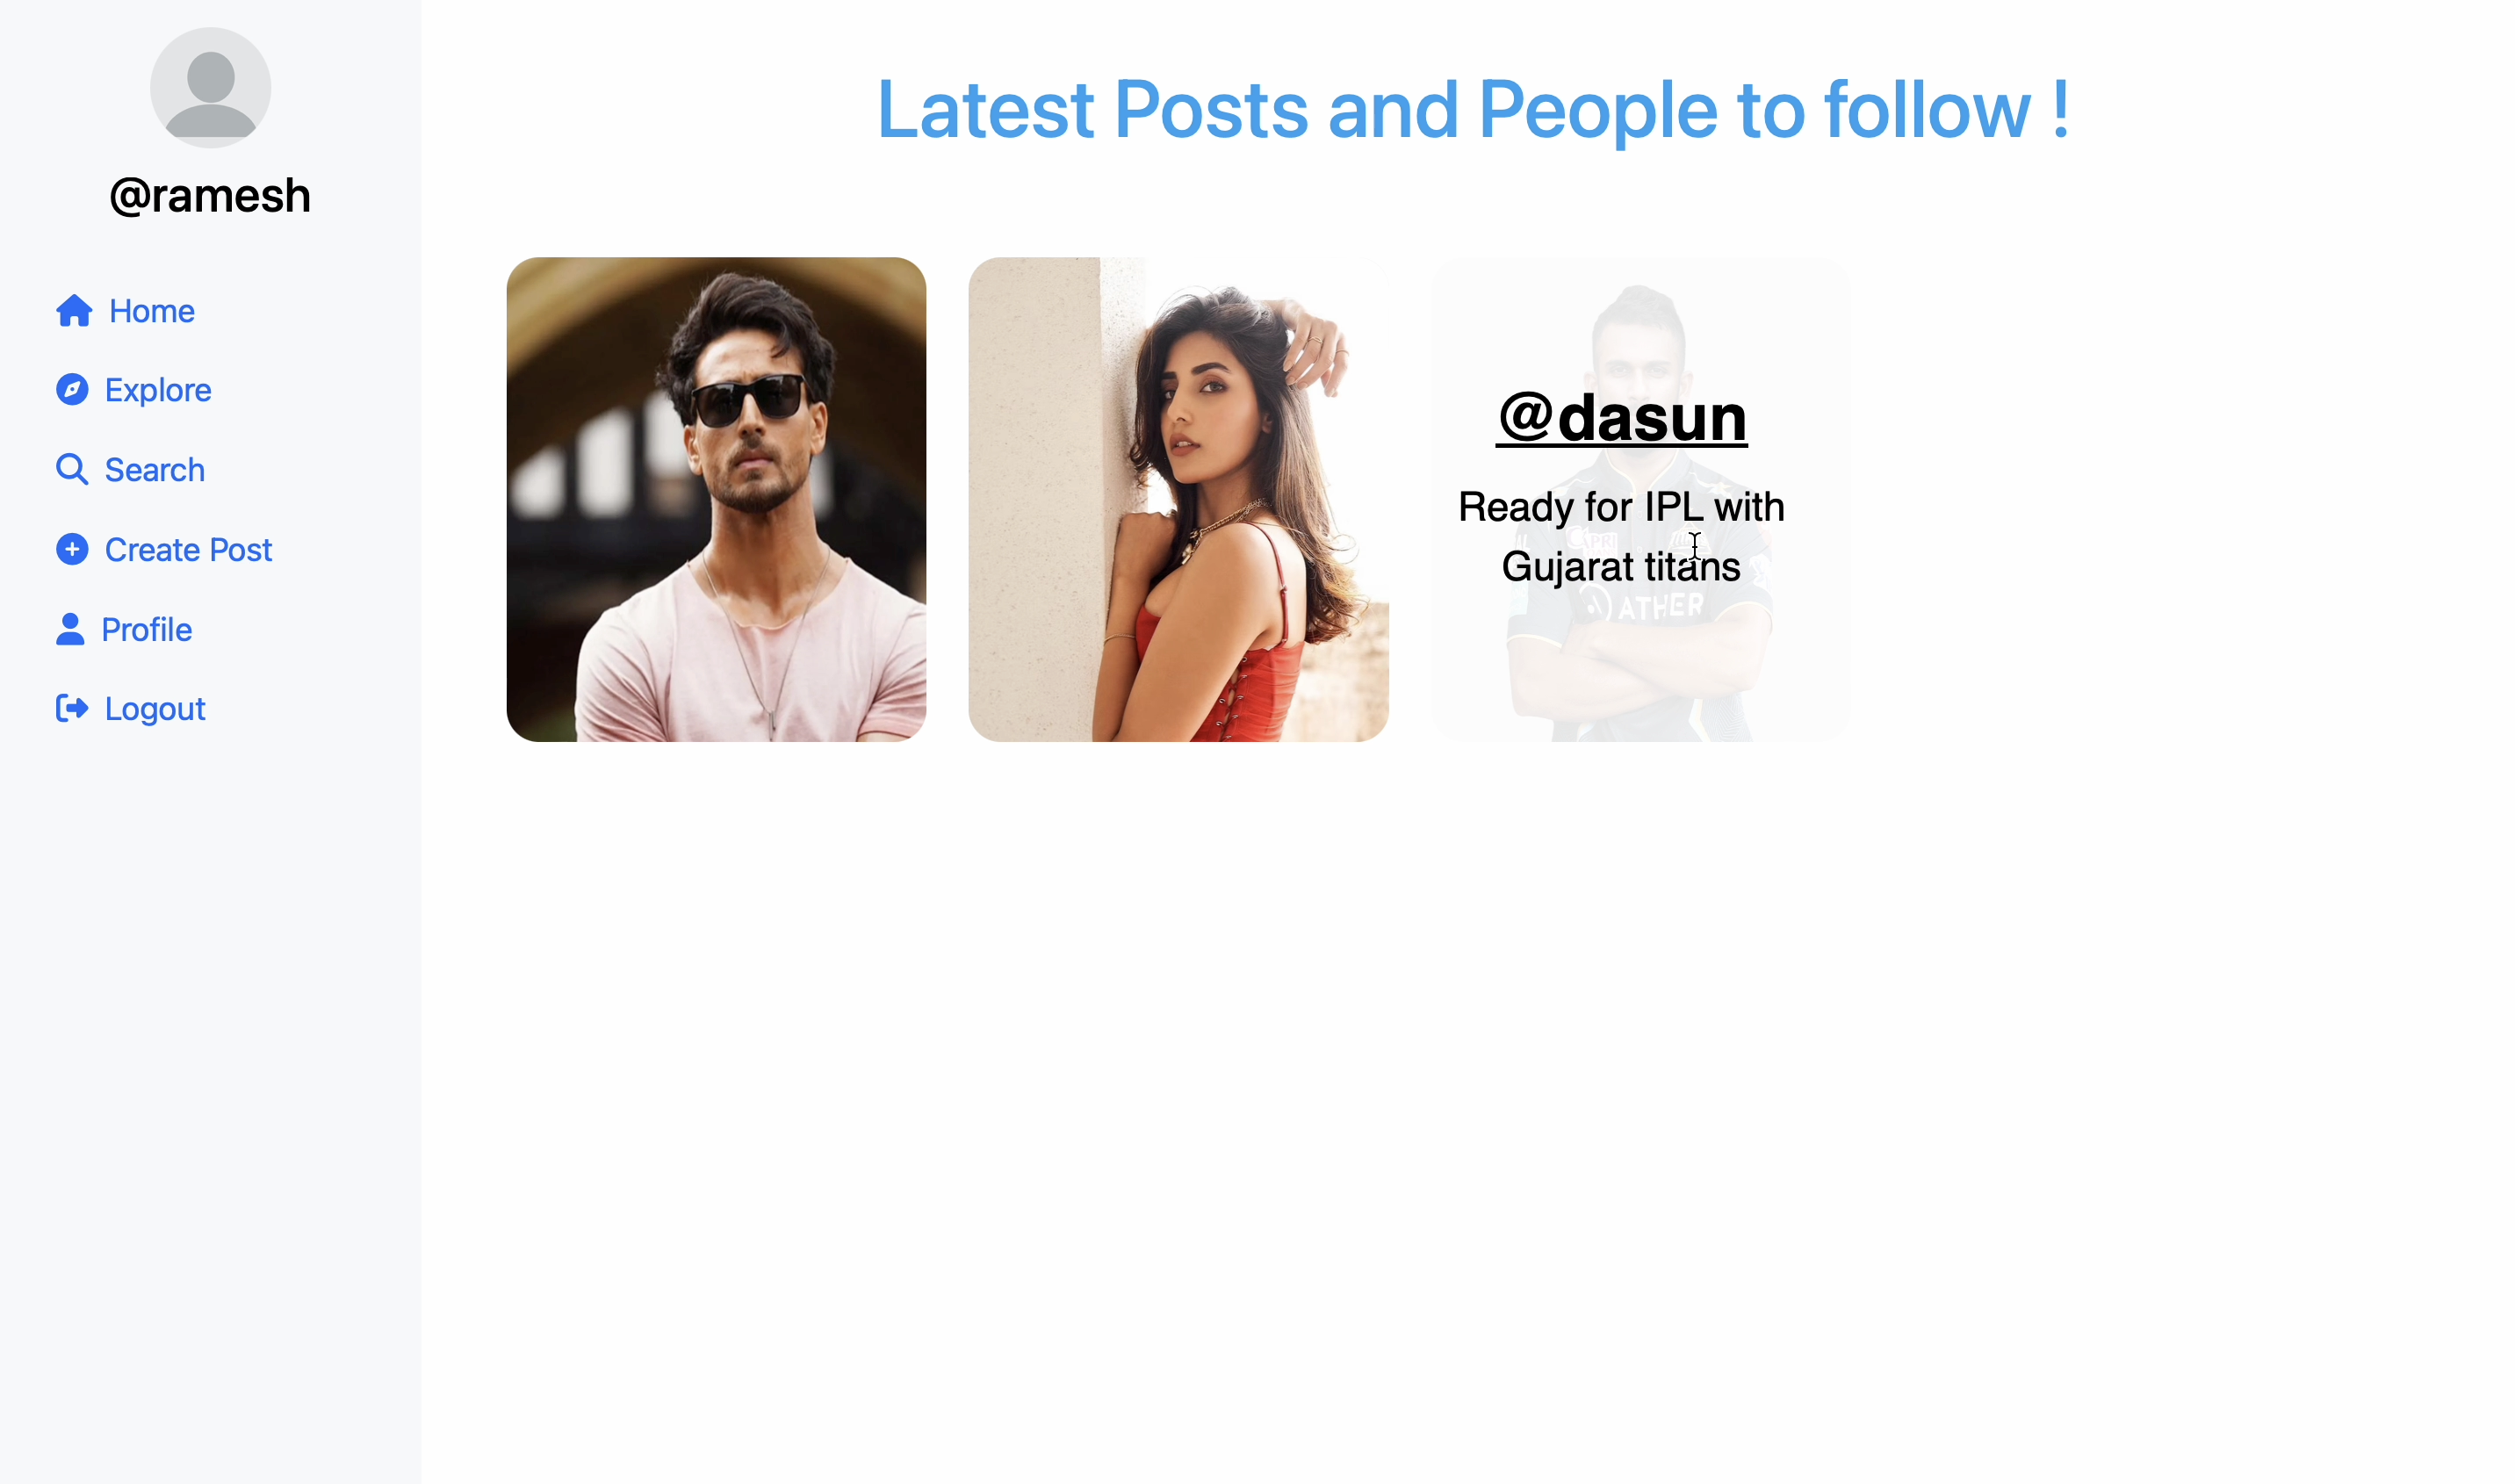 @ramesh
Home
Explore
Search
Create Post
Profile
Logout
Latest Posts and People to follow !
@dasun
Ready for IPL with
Gujarat titans
ATHER